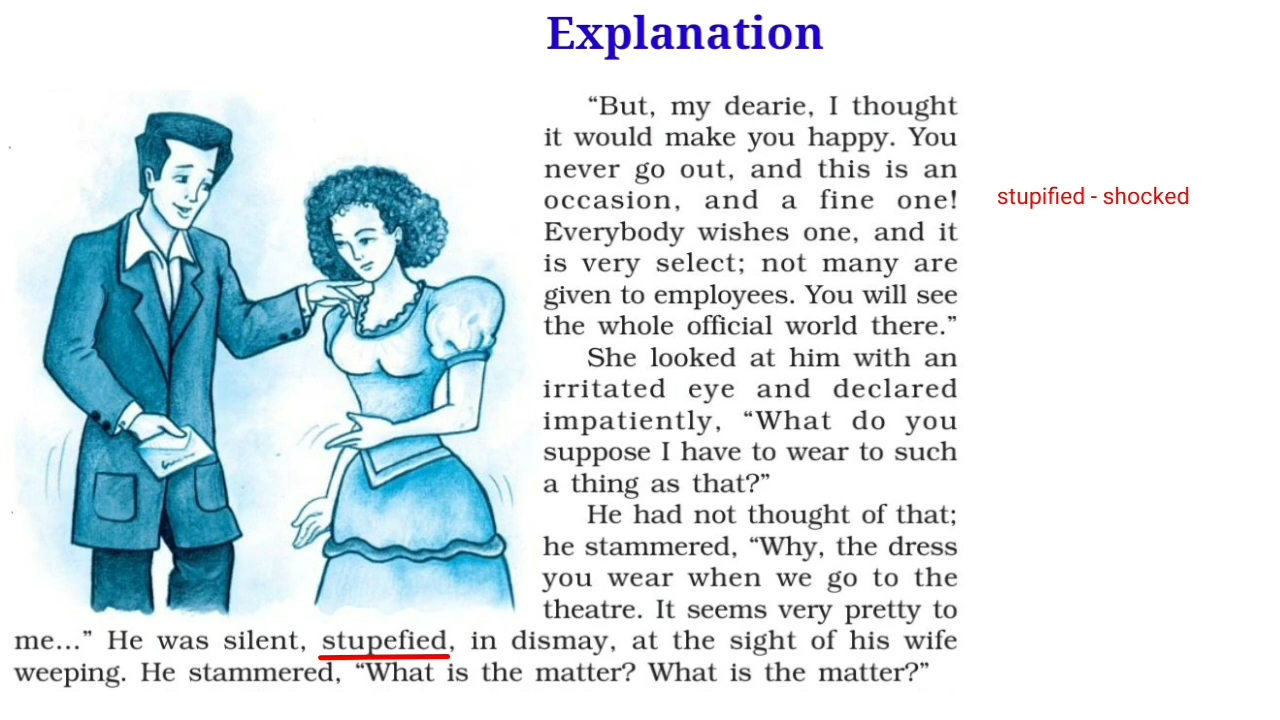 Explanation
“But, my dearie, I thought
it would make you happy. You
never go out, and this is an
occasion, and a fine one!
Everybody wishes one, and it
is very select; not many are
given to employees. You will see
the whole official world there.”
She looked at him with an
irritated eye and declared
impatiently, “What do you
suppose I have to wear to such
a thing as that?”
He had not thought of that;
he stammered, “Why, the dress
you wear when we go to the
theatre. It seems very pretty to
me...” He was silent, stupefied, in dismay, at the sight of his wife
weeping. He stammered, “What is the matter? What is the matter?”
stupified - shocked